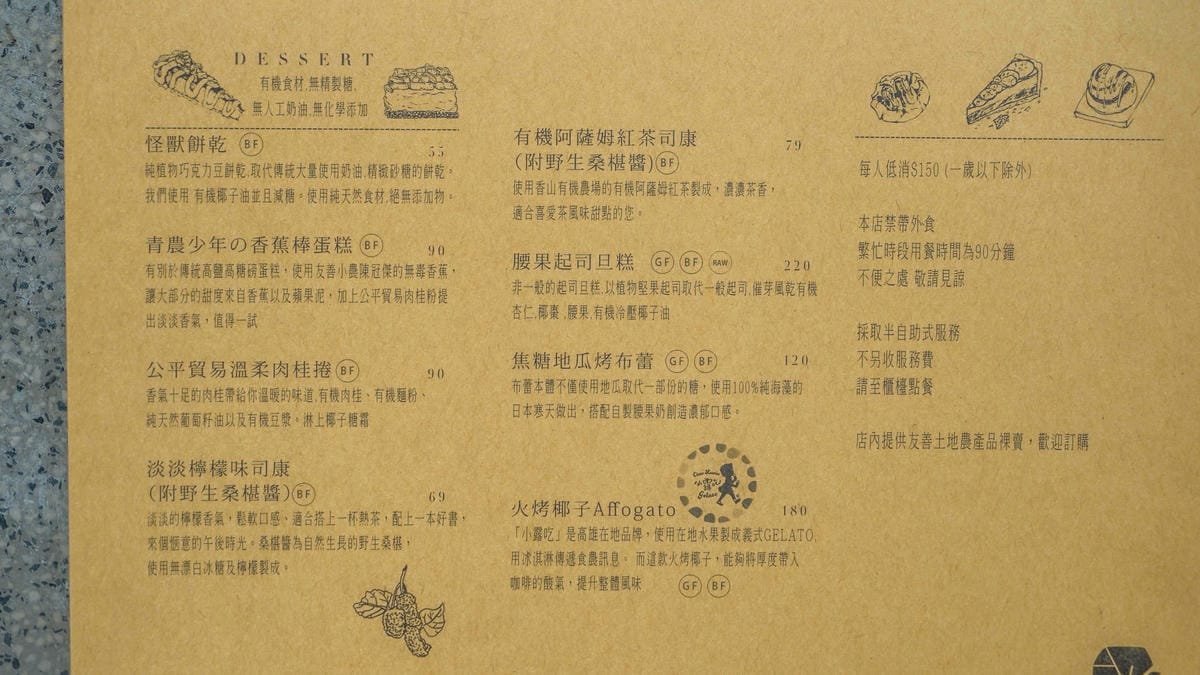 DESSERT
有機食材,無精製糖,
無人工奶油,無化學添加
怪獸餅乾 BF 55
純植物巧克力豆餅乾,取代傳統大量使用奶油,精緻砂糖的餅乾。
我們使用 有機椰子油並且減糖。使用純天然食材,絕無添加物。
青農少年の香蕉棒蛋糕 BF 90
有別於傳統高鹽高糖磅蛋糕，使用友善小農陳冠傑的無毒香蕉，
讓大部分的甜度來自香蕉以及蘋果泥，加上公平貿易肉桂粉提
出淡淡香氣，值得一試
公平貿易溫柔肉桂捲 BF 90
香氣十足的肉桂帶給你溫暖的味道,有機肉桂、有機麵粉、
純天然葡萄籽油以及有機豆漿。淋上椰子糖霜
淡淡檸檬味司康
(附野生桑椹醬) BF 69
淡淡的檸檬香氣，鬆軟口感、適合搭上一杯熱茶，配上一本好書，
來個愜意的午後時光。桑椹醬為自然生長的野生桑椹，
使用無漂白冰糖及檸檬製成。
有機阿薩姆紅茶司康 79
(附野生桑椹醬) BF
使用香山有機農場的有機阿薩姆紅茶製成，濃濃茶香，
適合喜愛茶風味甜點的您。
腰果起司旦糕 GF BF RAW 220
非一般的起司旦糕,以植物堅果起司取代一般起司,催芽風乾有機
杏仁,椰棗,腰果,有機冷壓椰子油
焦糖地瓜烤布蕾 GF BF 120
布蕾本體不僅使用地瓜取代一部份的糖，使用100%純海藻的
日本寒天做出，搭配自製腰果奶創造濃郁口感。
小露吃
Gelato
火烤椰子Affogato 180
「小露吃」是高雄在地品牌，使用在地水果製成義式GELATO,
用冰淇淋傳遞食農訊息。 而這款火烤椰子，能夠將厚度帶入
咖啡的酸氣，提升整體風味 GF BF
每人低消$150 (一歲以下除外)
本店禁帶外食
繁忙時段用餐時間為90分鐘
不便之處 敬請見諒
採取半自助式服務
不另收服務費
請至櫃檯點餐
店內提供友善土地農產品裸賣，歡迎訂購